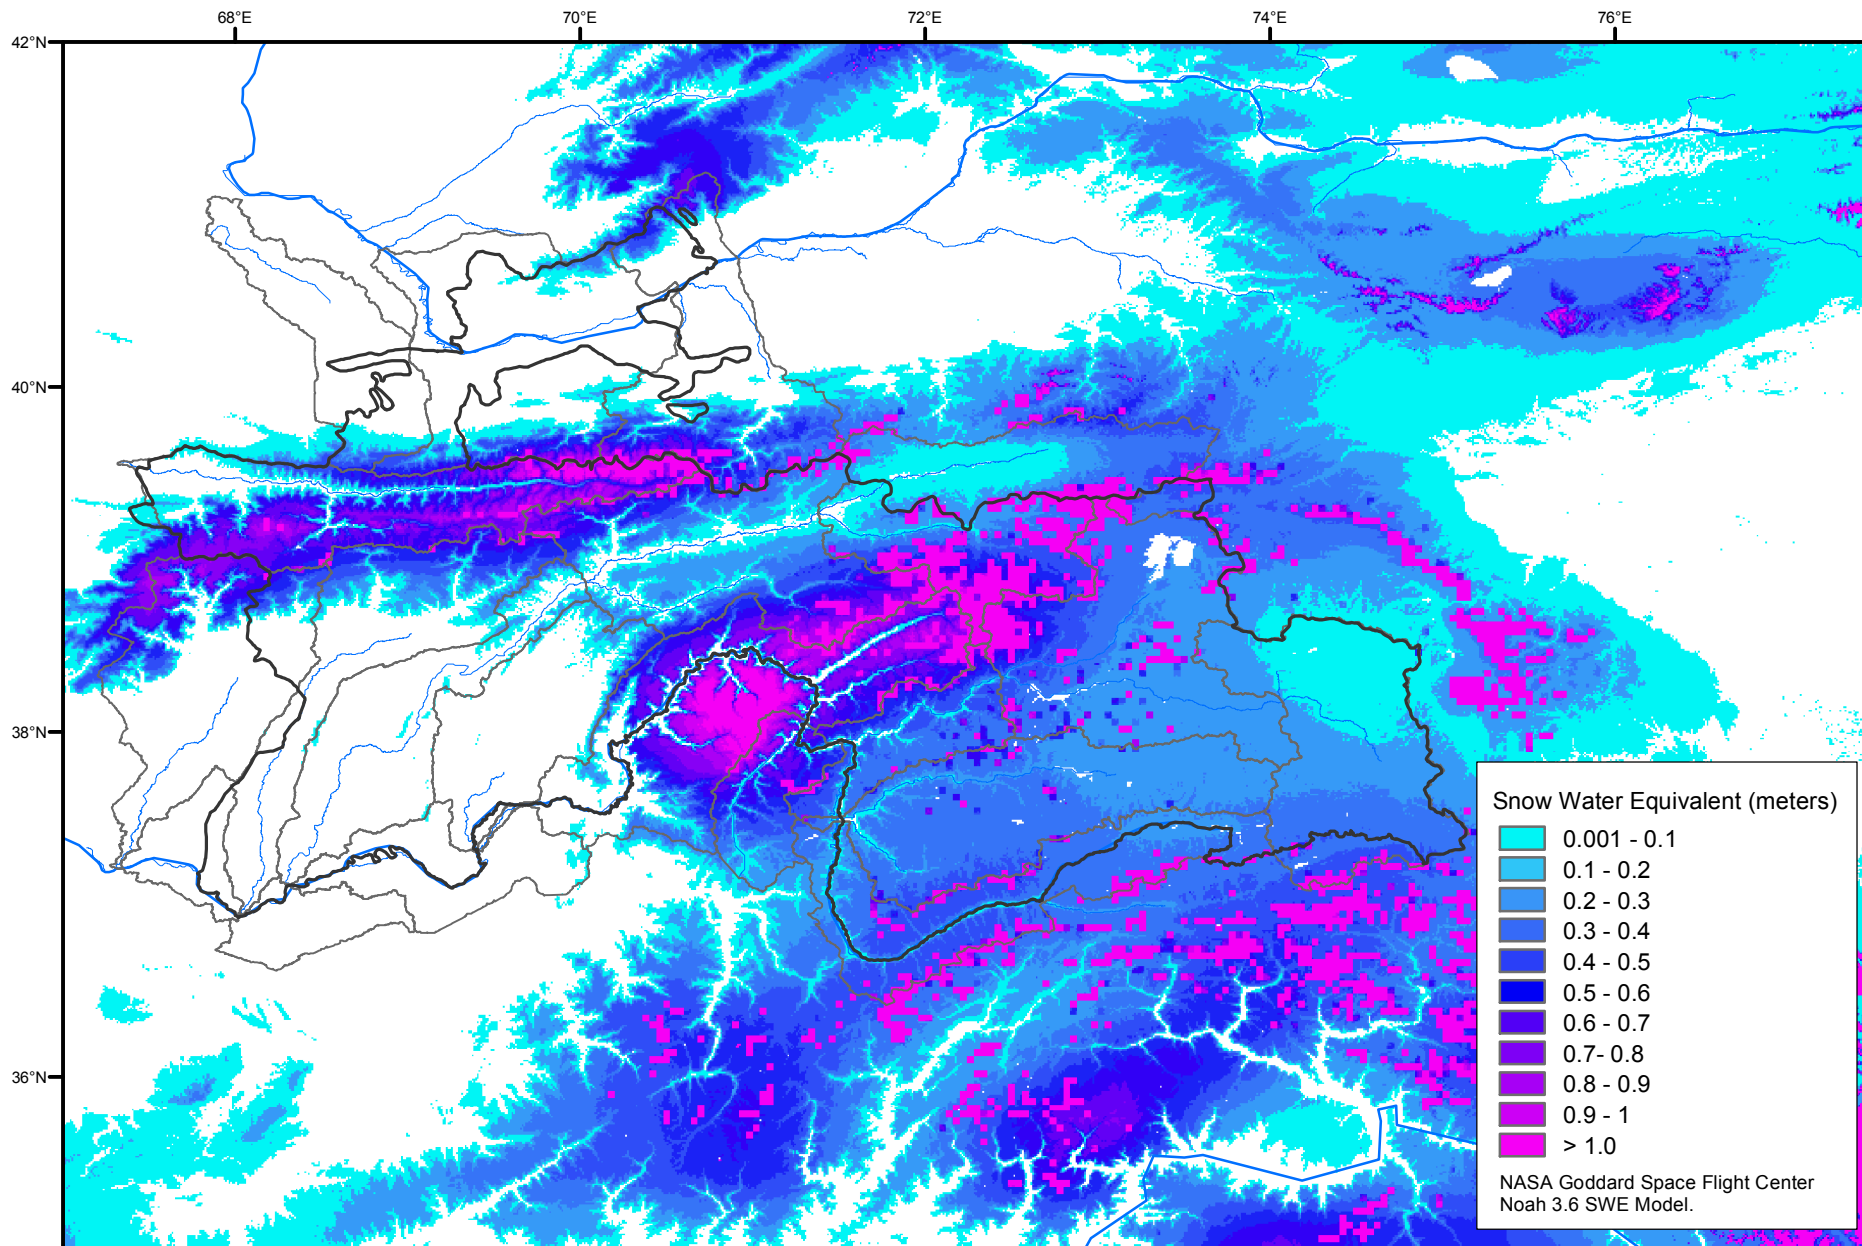 68°E
70°E
72°E
74°E
76°E
42°N
40°N
38°N
36°N
Snow Water Equivalent (meters)
0.001 - 0.1
0.1 - 0.2
0.2 - 0.3
0.3 - 0.4
0.4 - 0.5
0.5 - 0.6
0.6 - 0.7
0.7- 0.8
0.8 - 0.9
0.9 - 1
> 1.0
NASA Goddard Space Flight Center
Noah 3.6 SWE Model.